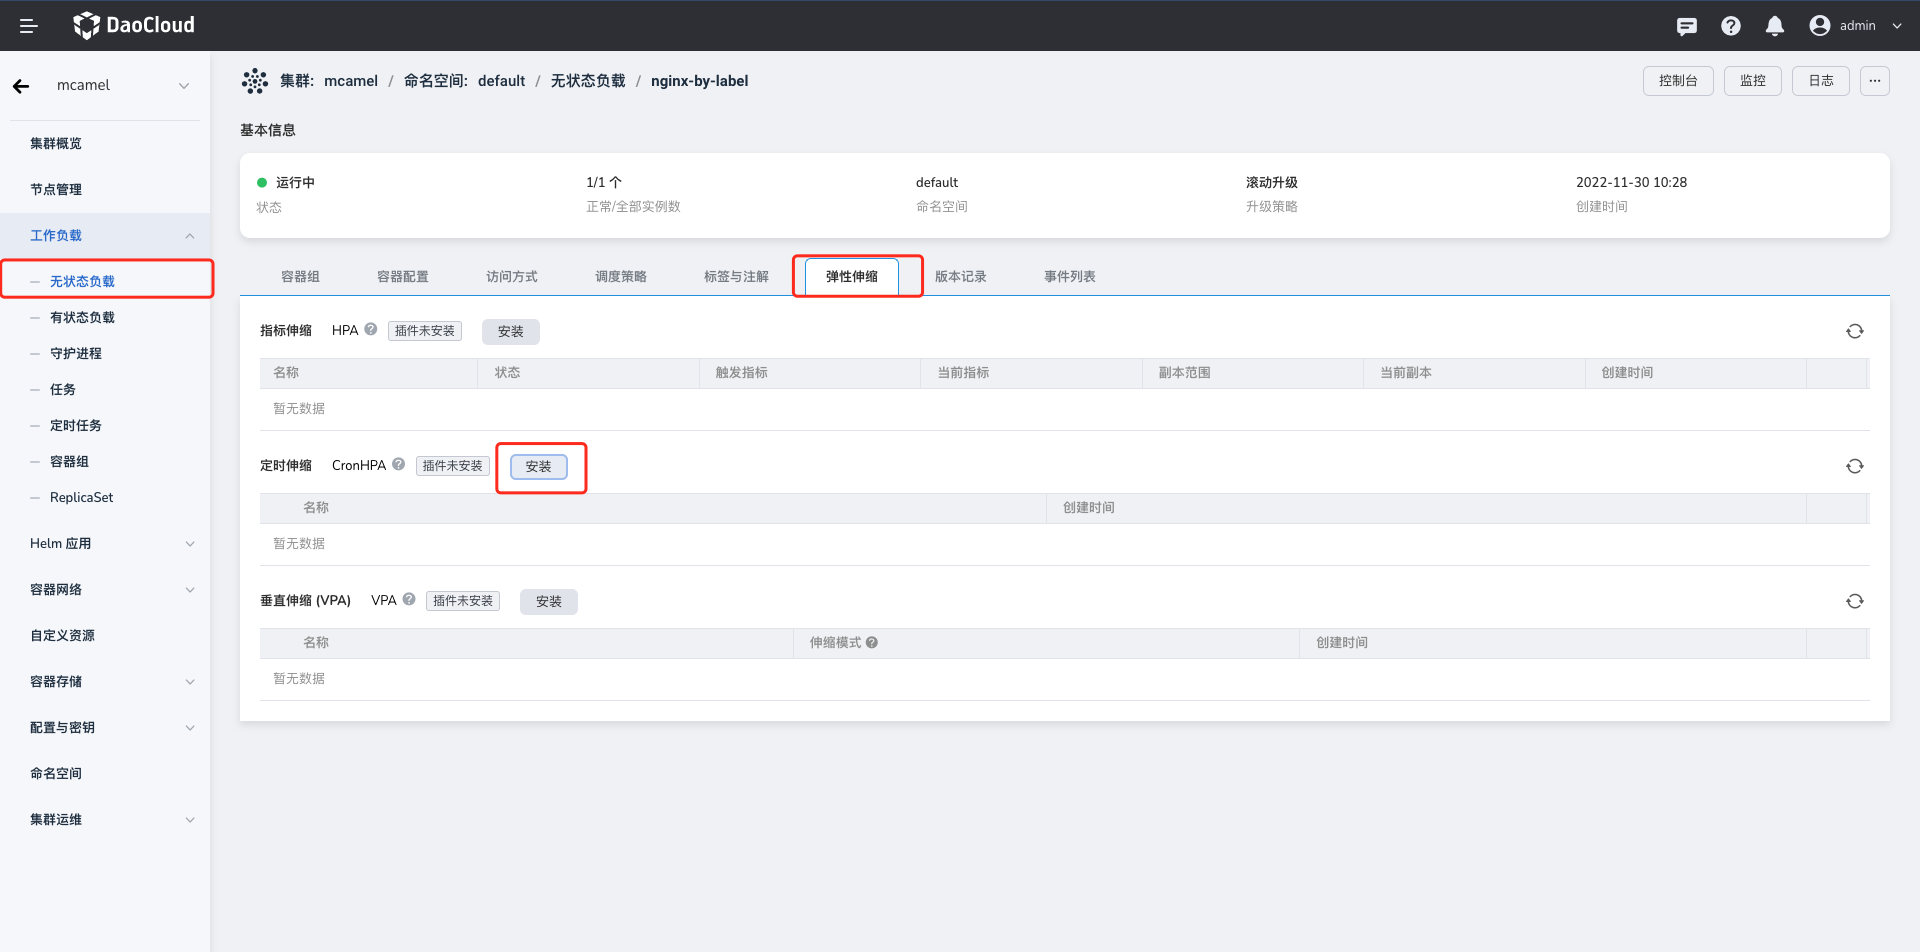 DaoCloud
admin
mcamel
集群: mcamel / 命名空间: default / 无状态负载 / nginx-by-label
控制台 监控 日志 ...
集群概览
节点管理
工作负载
无状态负载
有状态负载
守护进程
任务
定时任务
容器组
ReplicaSet
Helm 应用
容器网络
自定义资源
容器存储
配置与密钥
命名空间
集群运维
基本信息
运行中 1/1 个 default 滚动升级 2022-11-30 10:28
状态 正常/全部实例数 命名空间 升级策略 创建时间
容器组 容器配置 访问方式 调度策略 标签与注解 弹性伸缩 版本记录 事件列表
指标伸缩 HPA ? 插件未安装 安装
名称 状态 触发指标 当前指标 副本范围 当前副本 创建时间
暂无数据
定时伸缩 CronHPA ? 插件未安装 安装
名称 创建时间
暂无数据
垂直伸缩 (VPA) VPA ? 插件未安装 安装
名称 伸缩模式 ? 创建时间
暂无数据